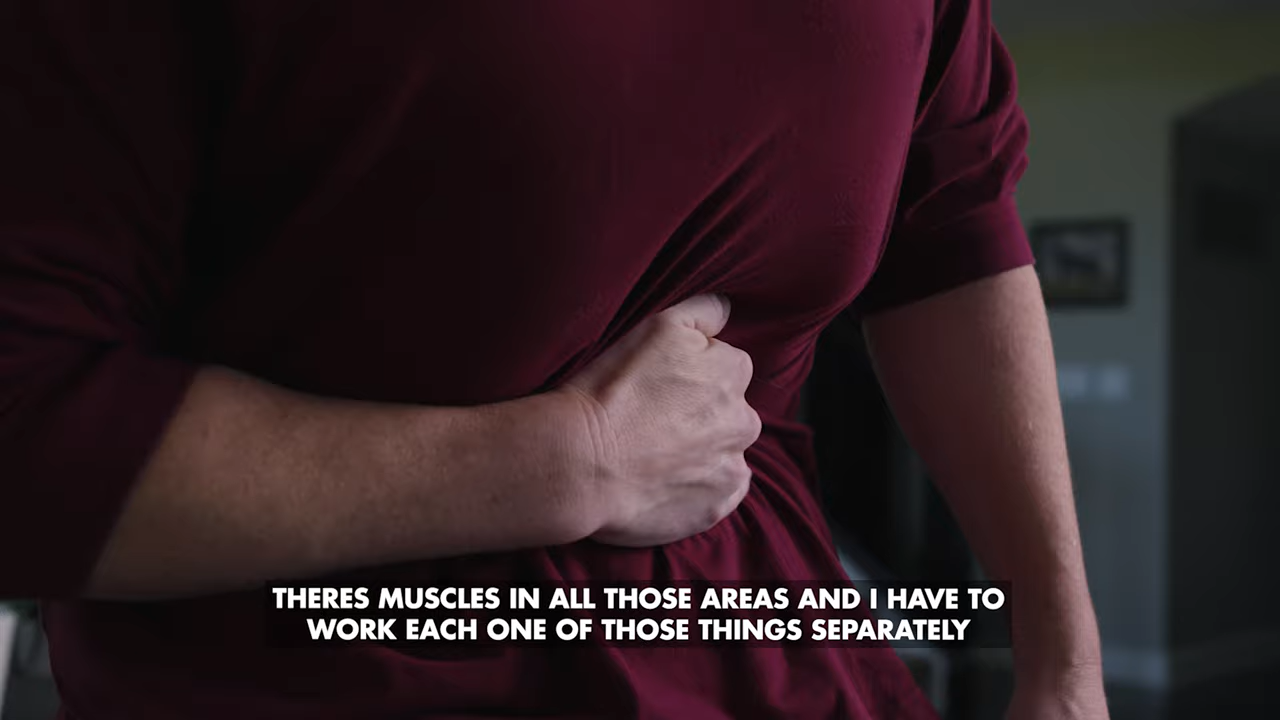 THERES MUSCLES IN ALL THOSE AREAS AND I HAVE TO
WORK EACH ONE OF THOSE THINGS SEPARATELY